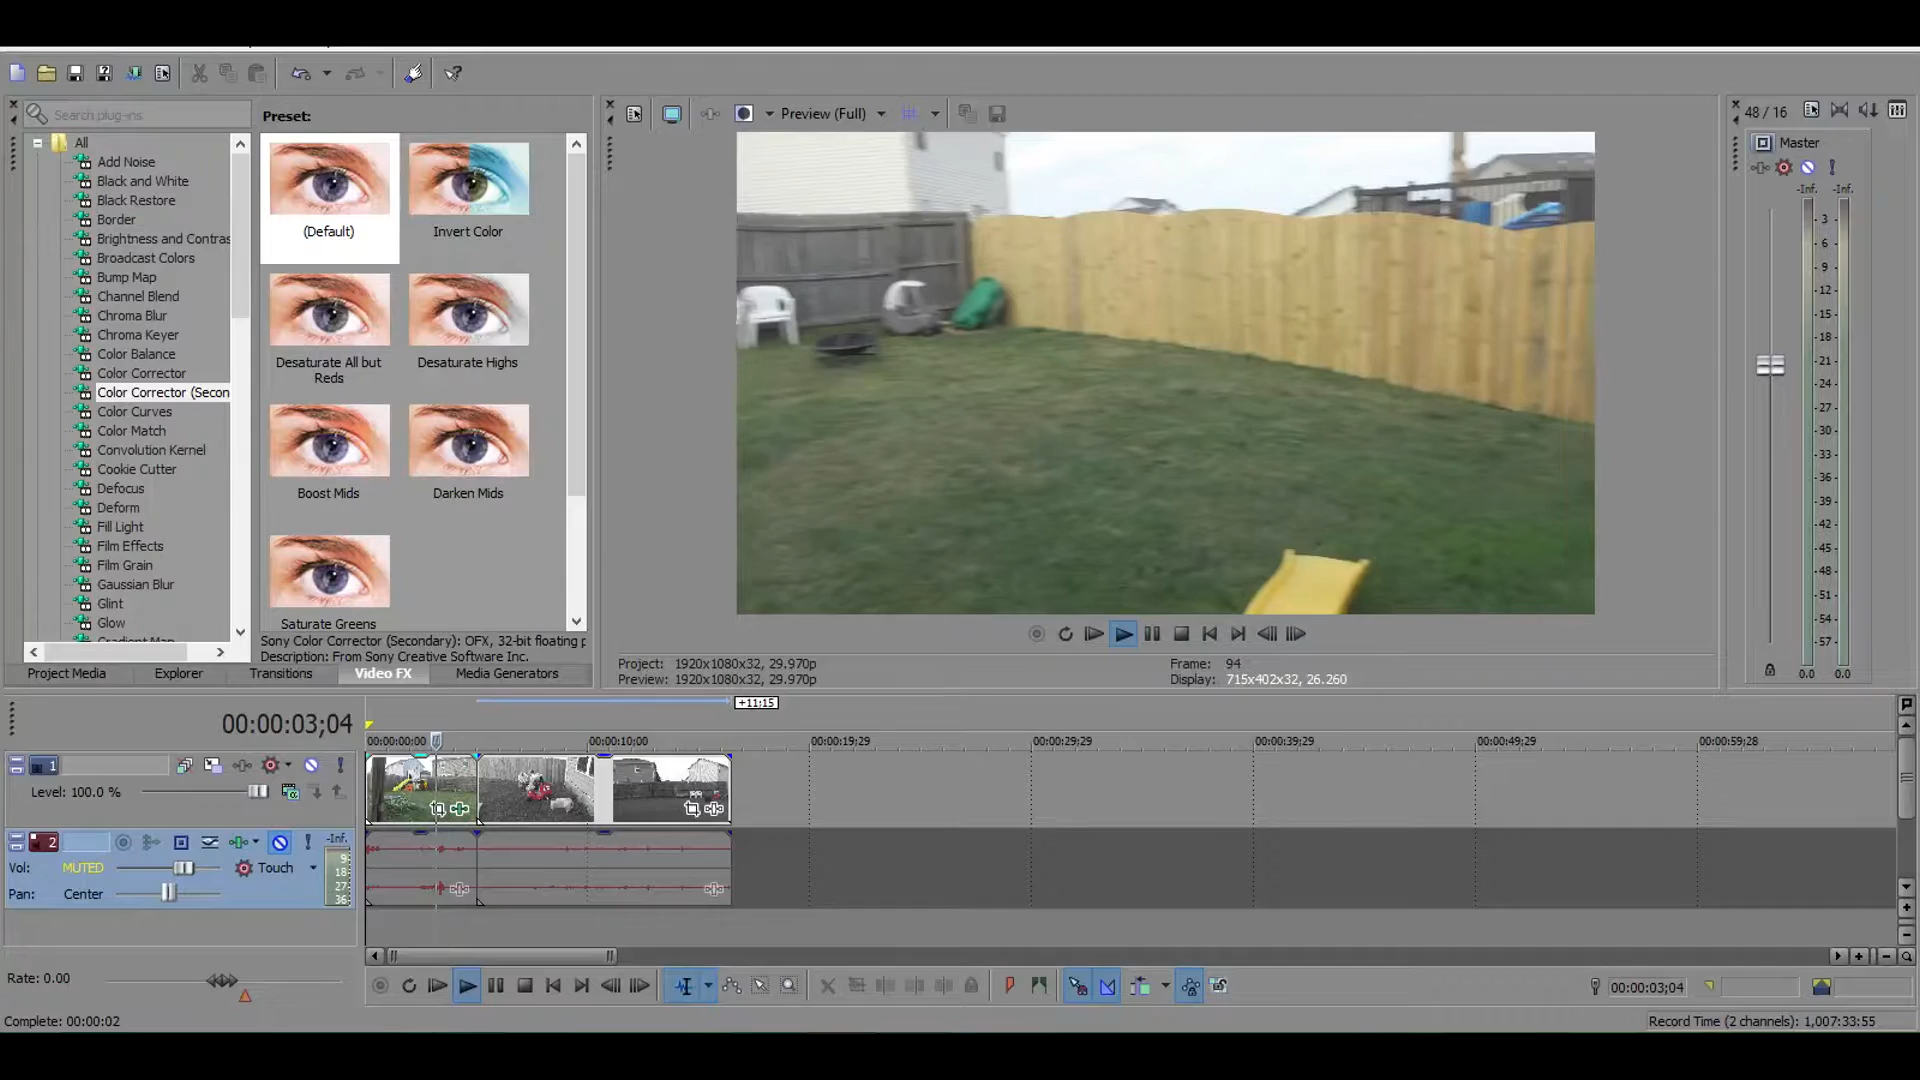 Search plug-ins
Preset:
Preview (Full)
48 / 16
All
Add Noise
Black and White
Black Restore
Border
Brightness and Contras
Broadcast Colors
Bump Map
Channel Blend
Chroma Blur
Chroma Keyer
Color Balance
Color Corrector
Color Corrector (Secon
Color Curves
Color Match
Convolution Kernel
Cookie Cutter
Defocus
Deform
Fill Light
Film Effects
Film Grain
Gaussian Blur
Glint
Glow
Gradient Map
(Default)
Invert Color
Desaturate All but
Reds
Desaturate Highs
Boost Mids
Darken Mids
Saturate Greens
Sony Color Corrector (Secondary): OFX, 32-bit floating p
Description: From Sony Creative Software Inc.
Project Media
Explorer
Transitions
Video FX
Media Generators
Project: 1920x1080x32, 29.970p
Preview: 1920x1080x32, 29.970p
Frame: 94
Display: 715x402x32, 26.260
Master
-Inf. -Inf.
3
6
9
12
15
18
21
24
27
30
33
36
39
42
45
48
51
54
57
0.0 0.0
00:00:03;04
+11;15
00:00:00;00
00:00:10;00
00:00:19;29
00:00:29;29
00:00:39;29
00:00:49;29
00:00:59;28
1
Level: 100.0 %
2
-Inf.
Vol: MUTED
Touch
Pan: Center
9
18
27
36
Rate: 0.00
00:00:03;04
Complete: 00:00:02
Record Time (2 channels): 1,007:33:55